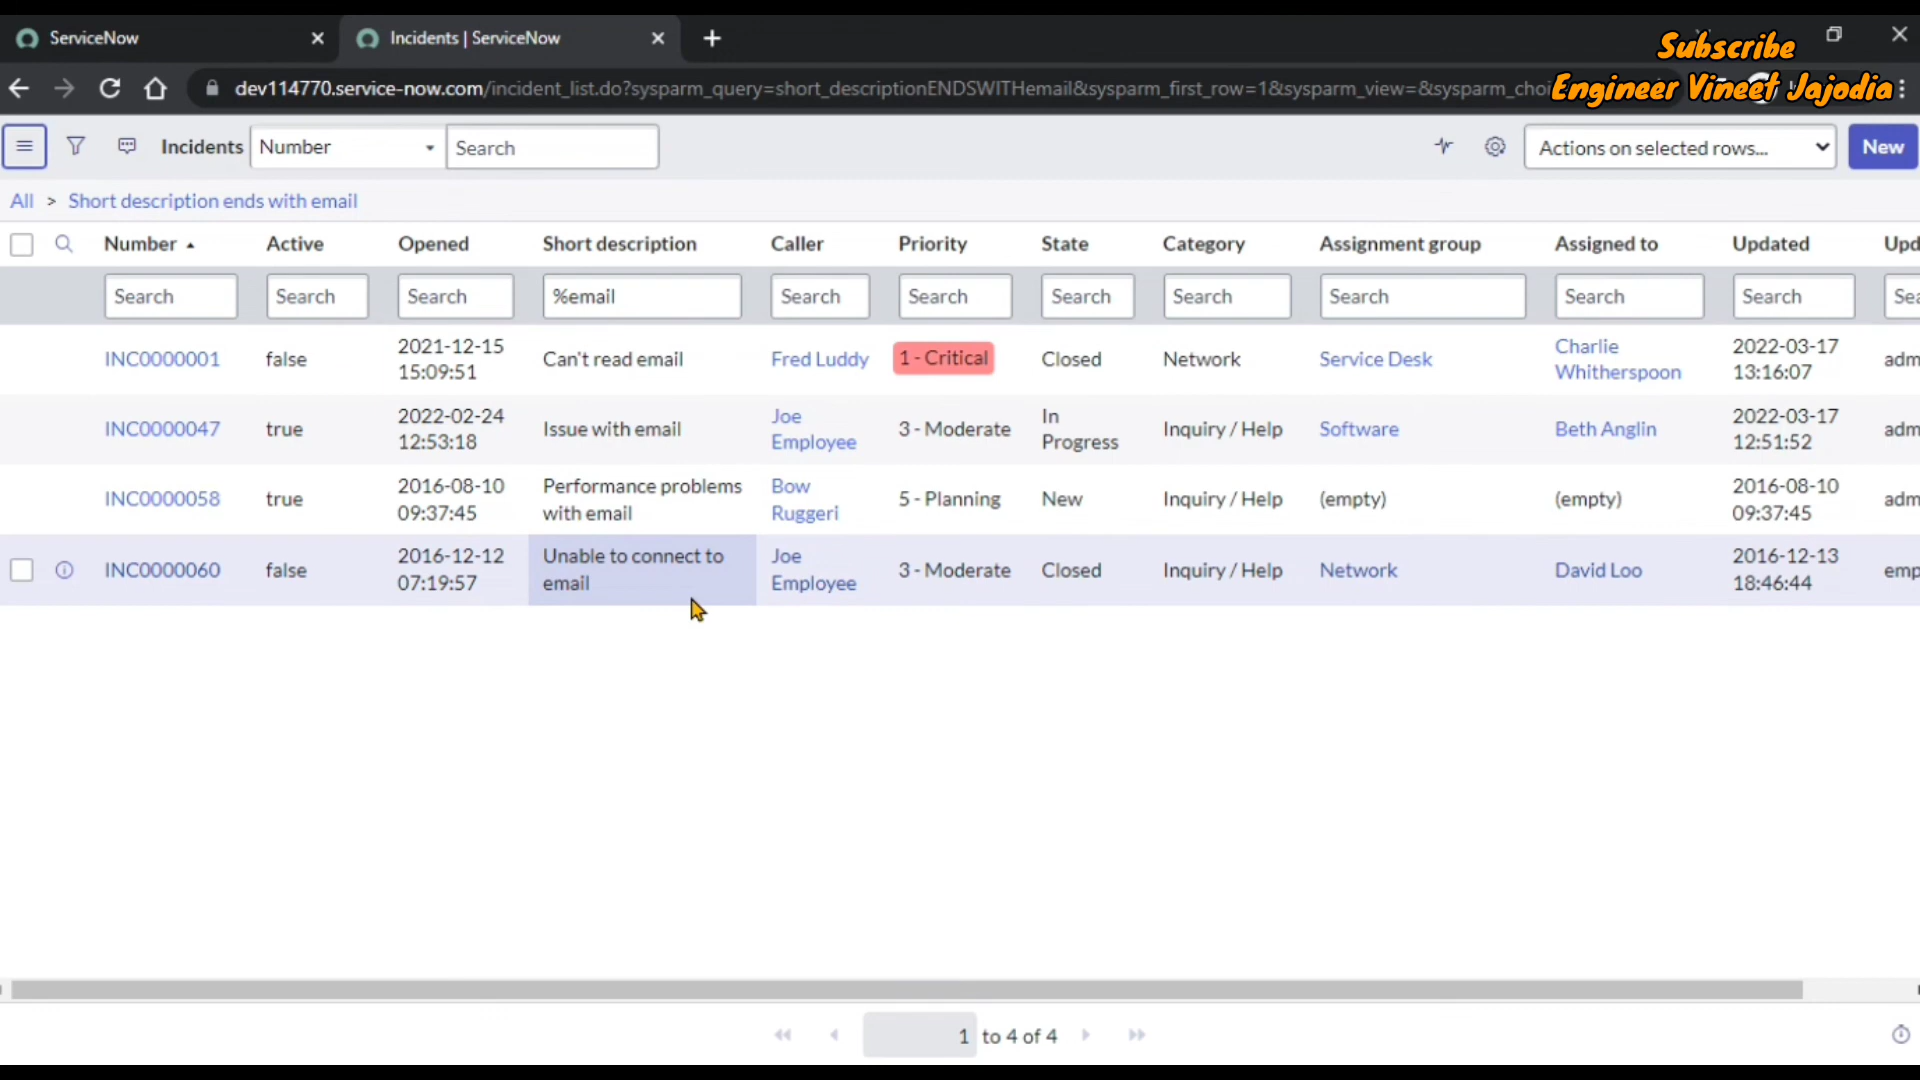 ServiceNow
Incidents | ServiceNow
Subscribe
Engineer Vineet Jajodia
dev114770.service-now.com/incident_list.do?sysparm_query=short_descriptionENDSWITHemail&sysparm_first_row=1&sysparm_view=&sysparm_choi
Incidents Number Search Actions on selected rows... New
All > Short description ends with email
Number Active Opened Short description Caller Priority State Category Assignment group Assigned to Updated Upd
Search Search Search %email Search Search Search Search Search Search Search Sea
INC0000001 false 2021-12-15 15:09:51 Can't read email Fred Luddy 1 - Critical Closed Network Service Desk Charlie Whitherspoon 2022-03-17 13:16:07 adm
INC0000047 true 2022-02-24 12:53:18 Issue with email Joe Employee 3 - Moderate In Progress Inquiry / Help Software Beth Anglin 2022-03-17 12:51:52 adm
INC0000058 true 2016-08-10 09:37:45 Performance problems with email Bow Ruggeri 5 - Planning New Inquiry / Help (empty) (empty) 2016-08-10 09:37:45 adm
INC0000060 false 2016-12-12 07:19:57 Unable to connect to email Joe Employee 3 - Moderate Closed Inquiry / Help Network David Loo 2016-12-13 18:46:44 emp
1 to 4 of 4